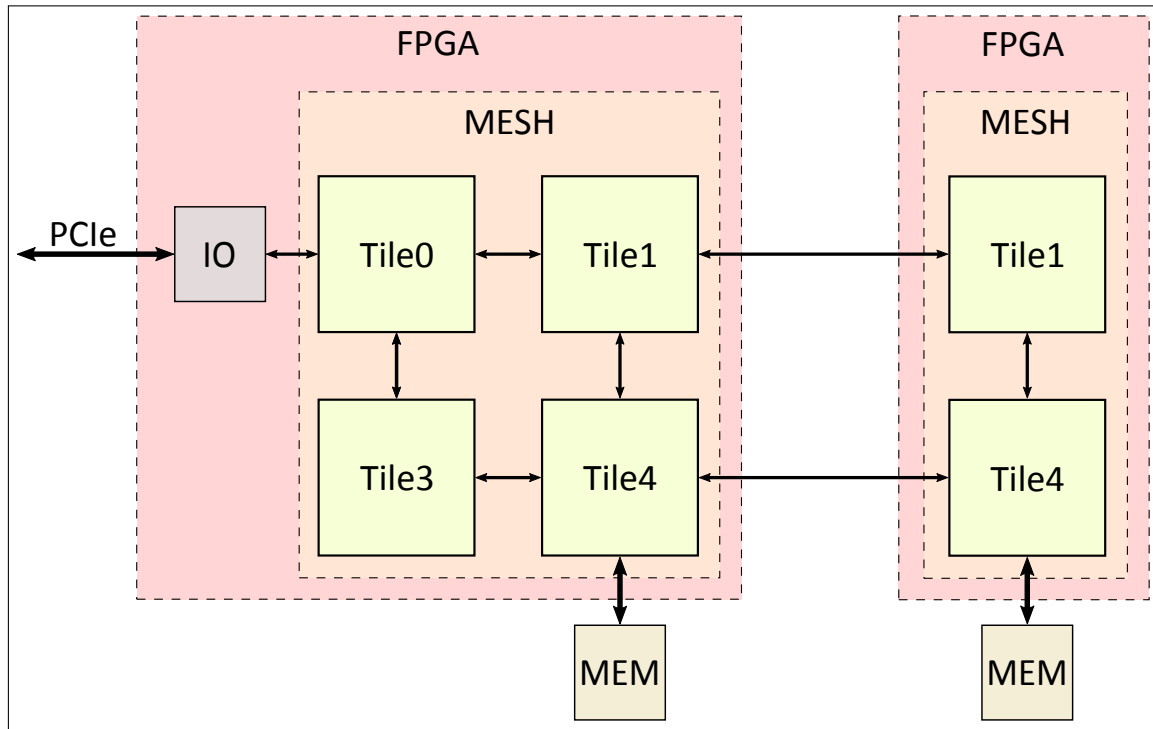 FPGA
FPGA
MESH
MESH
PCIe
IO
Tile0
Tile1
Tile1
Tile3
Tile4
Tile4
MEM
MEM